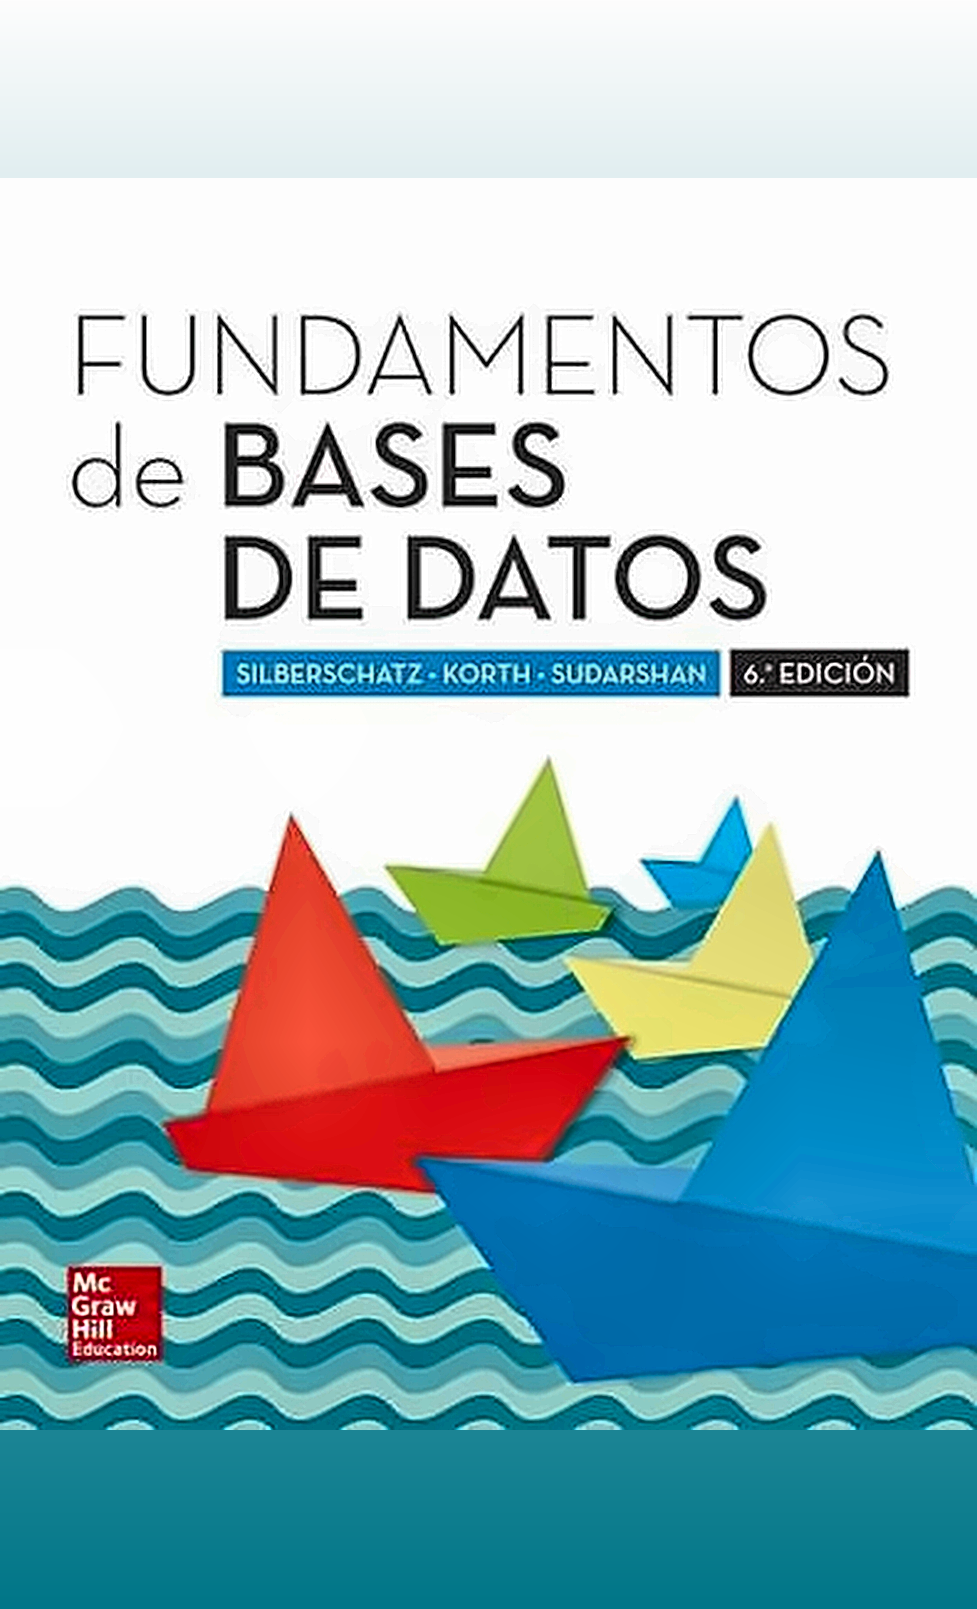 FUNDAMENTOS
de BASES
DE DATOS
SILBERSCHATZ · KORTH · SUDARSHAN 6.ª EDICIÓN
Mc
Graw
Hill
Education